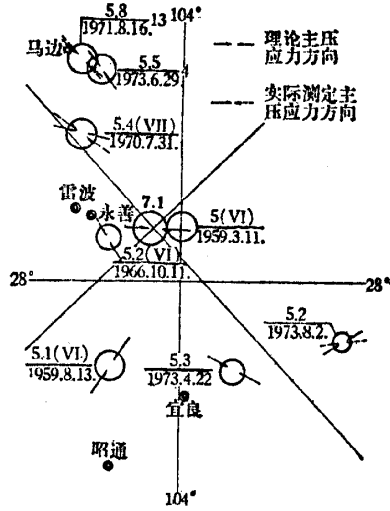 5.8
1971.8.16.
13
104°
马边
5.5
1973.6.29.
4
理论主压
应力方向
实际测定主
压应力方向
5.4(VII)
1970.7.31.
雷波
永善
7.1
5(VI)
1959.3.11.
5.2(VI)
1966.10.11.
28°
28°
5.2
1973.8.2.
5.1(VI)
1959.8.13.
5.3
1973.4.22
宜良
昭通
104°